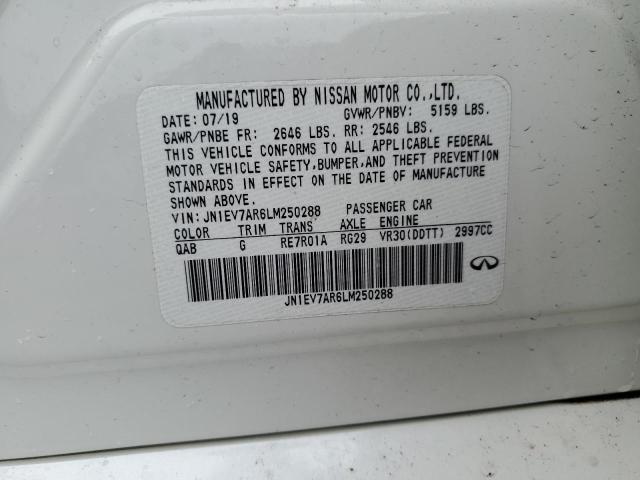 MANUFACTURED BY NISSAN MOTOR CO.,LTD.
DATE: 07/19 GVWR/PNBV: 5159 LBS.
GAWR/PNBE FR: 2646 LBS. RR: 2546 LBS.
THIS VEHICLE CONFORMS TO ALL APPLICABLE FEDERAL
MOTOR VEHICLE SAFETY,BUMPER,AND THEFT PREVENTION
STANDARDS IN EFFECT ON THE DATE OF MANUFACTURE
SHOWN ABOVE.
VIN: JN1EV7AR6LM250288 PASSENGER CAR
COLOR TRIM TRANS AXLE ENGINE
QAB G RE7R01A RG29 VR30(DDTT) 2997CC
JN1EV7AR6LM250288